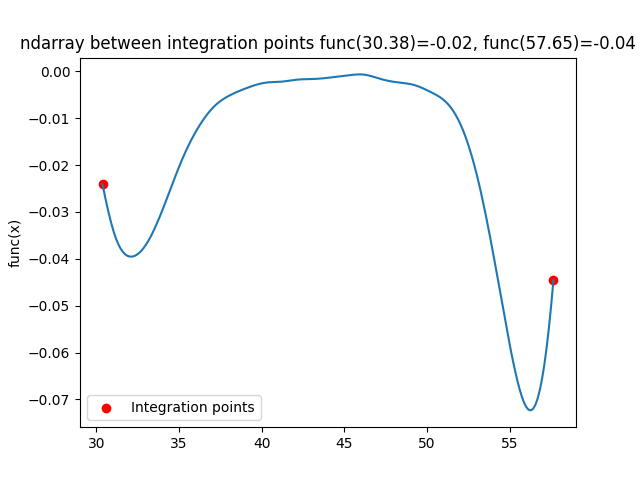 ndarray between integration points func(30.38)=-0.02, func(57.65)=-0.04
0.00
−0.01
−0.02
−0.03
−0.04
−0.05
−0.06
−0.07
func(x)
Integration points
30 35 40 45 50 55